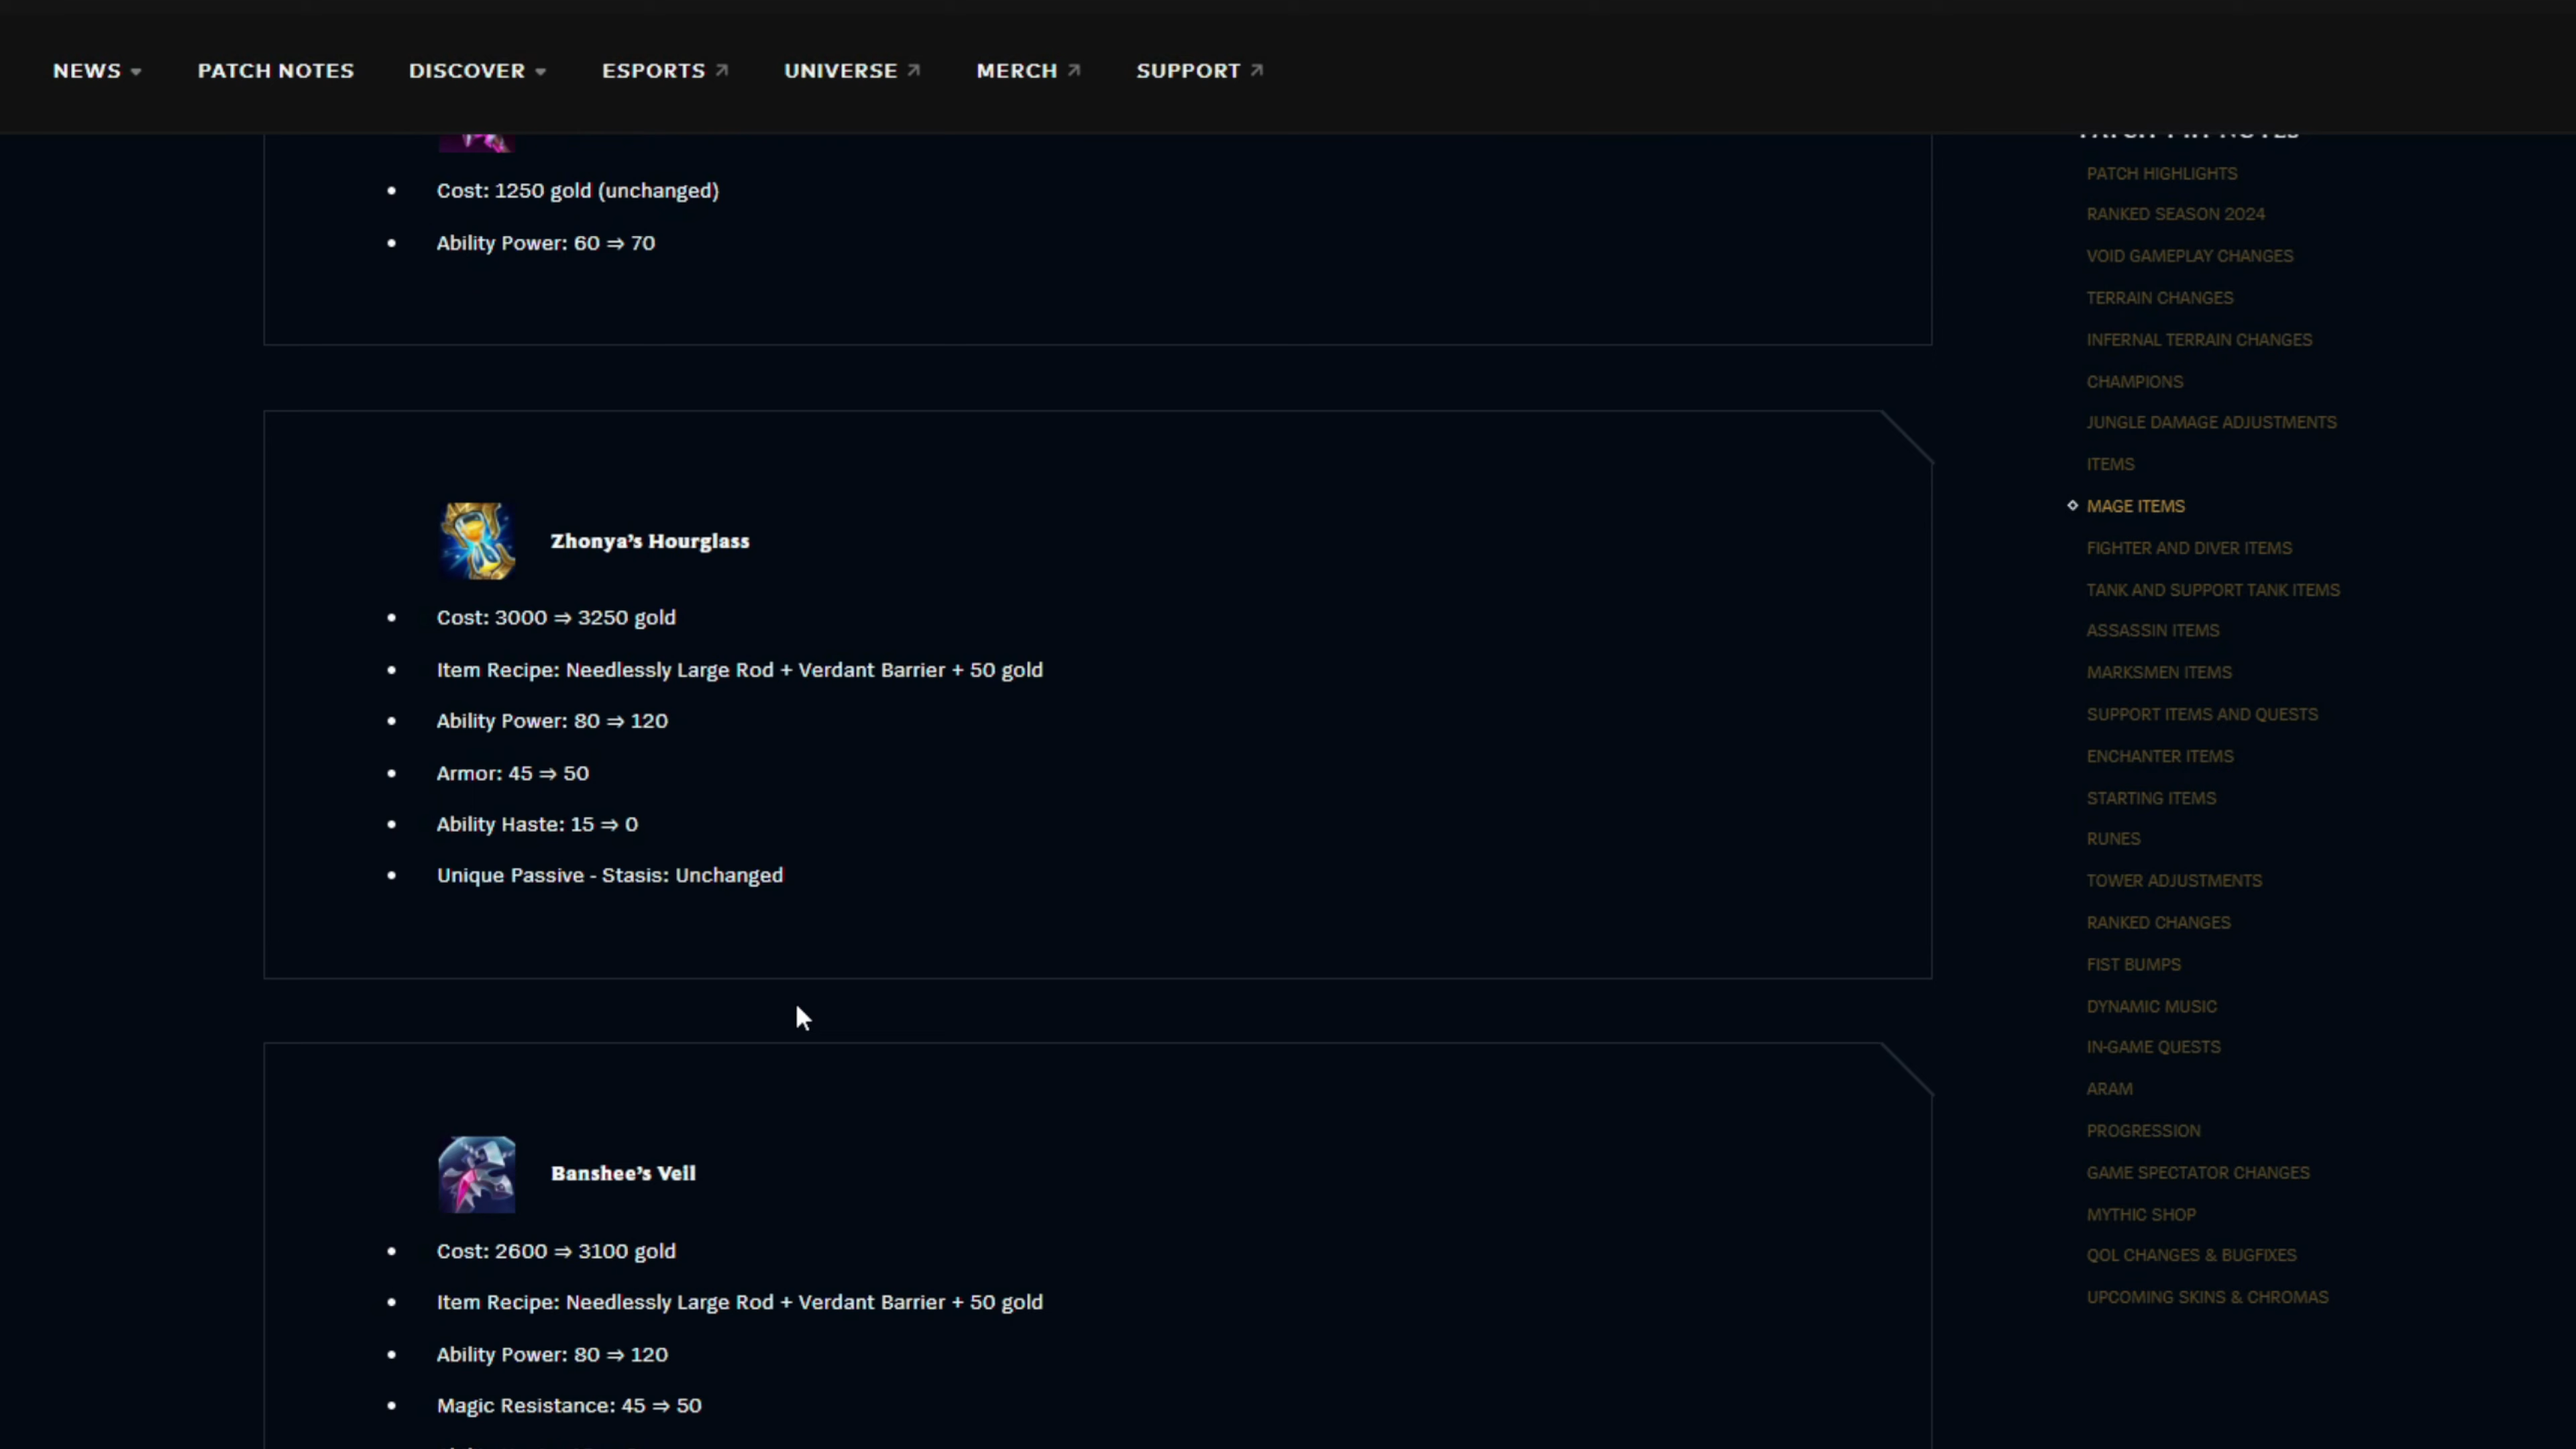 NEWS PATCH NOTES DISCOVER ESPORTS UNIVERSE MERCH SUPPORT
• Cost: 1250 gold (unchanged)
• Ability Power: 60 ⇒ 70
Zhonya’s Hourglass
• Cost: 3000 ⇒ 3250 gold
• Item Recipe: Needlessly Large Rod + Verdant Barrier + 50 gold
• Ability Power: 80 ⇒ 120
• Armor: 45 ⇒ 50
• Ability Haste: 15 ⇒ 0
• Unique Passive - Stasis: Unchanged
Banshee’s Veil
• Cost: 2600 ⇒ 3100 gold
• Item Recipe: Needlessly Large Rod + Verdant Barrier + 50 gold
• Ability Power: 80 ⇒ 120
• Magic Resistance: 45 ⇒ 50
PATCH HIGHLIGHTS
RANKED SEASON 2024
VOID GAMEPLAY CHANGES
TERRAIN CHANGES
INFERNAL TERRAIN CHANGES
CHAMPIONS
JUNGLE DAMAGE ADJUSTMENTS
ITEMS
MAGE ITEMS
FIGHTER AND DIVER ITEMS
TANK AND SUPPORT TANK ITEMS
ASSASSIN ITEMS
MARKSMEN ITEMS
SUPPORT ITEMS AND QUESTS
ENCHANTER ITEMS
STARTING ITEMS
RUNES
TOWER ADJUSTMENTS
RANKED CHANGES
FIST BUMPS
DYNAMIC MUSIC
IN-GAME QUESTS
ARAM
PROGRESSION
GAME SPECTATOR CHANGES
MYTHIC SHOP
QOL CHANGES & BUGFIXES
UPCOMING SKINS & CHROMAS